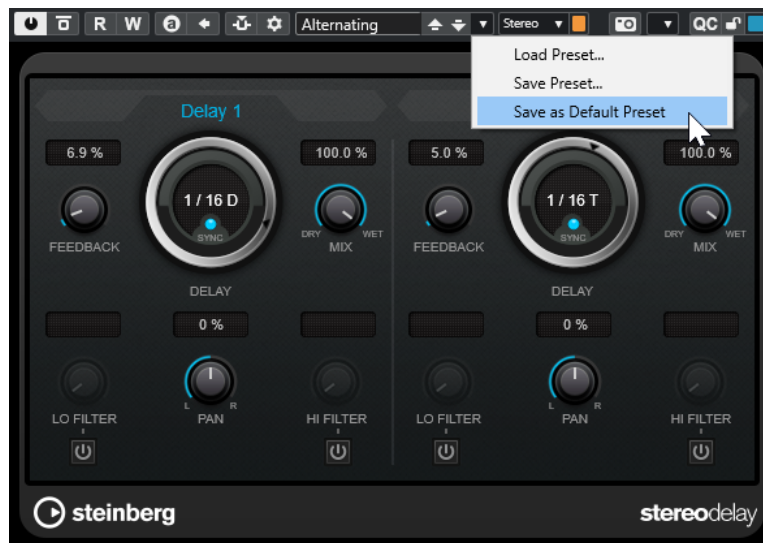 R W a Alternating Stereo QC
Load Preset...
Save Preset...
Save as Default Preset
Delay 1
6.9 % 100.0 % 5.0 % 100.0 %
1 / 16 D 1 / 16 T
SYNC SYNC
DRY WET DRY WET
FEEDBACK MIX FEEDBACK MIX
DELAY DELAY
0 % 0 %
L R L R
LO FILTER PAN HI FILTER LO FILTER PAN HI FILTER
steinberg stereodelay